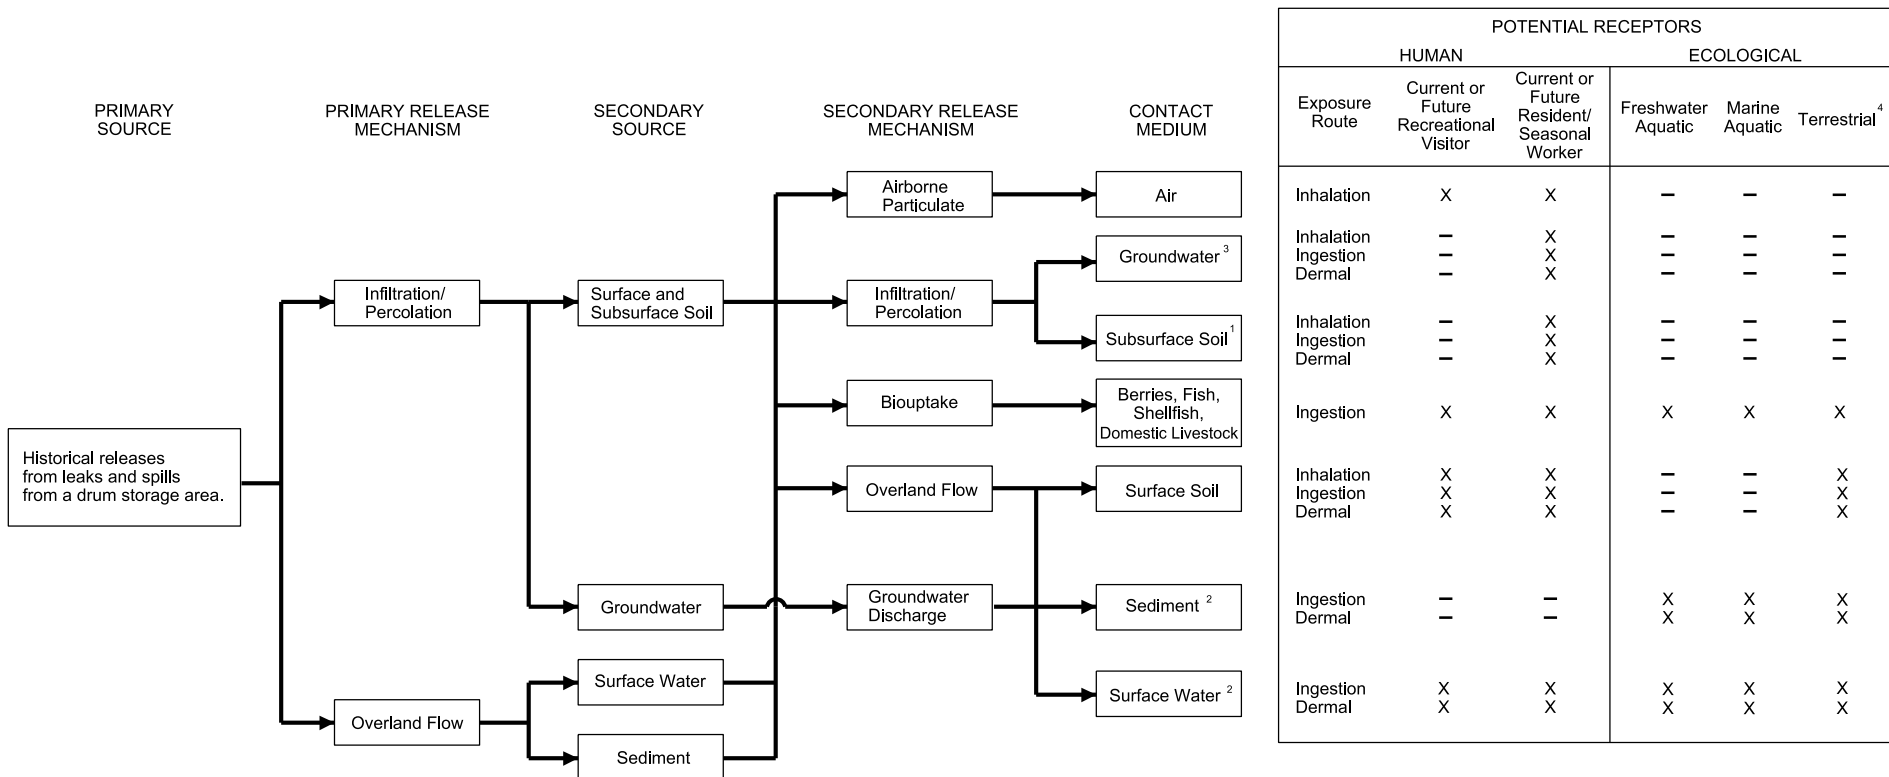 POTENTIAL RECEPTORS
HUMAN
ECOLOGICAL
PRIMARY
SOURCE
PRIMARY RELEASE
MECHANISM
SECONDARY
SOURCE
SECONDARY RELEASE
MECHANISM
CONTACT
MEDIUM
Exposure
Route
Current or
Future
Recreational
Visitor
Current or
Future
Resident/
Seasonal
Worker
Freshwater
Aquatic
Marine
Aquatic
Terrestrial 4
Historical releases
from leaks and spills
from a drum storage area.
Infiltration/
Percolation
Overland Flow
Surface and
Subsurface Soil
Groundwater
Surface Water
Sediment
Airborne
Particulate
Infiltration/
Percolation
Biouptake
Overland Flow
Groundwater
Discharge
Air
Groundwater 3
Subsurface Soil 1
Berries, Fish,
Shellfish,
Domestic Livestock
Surface Soil
Sediment 2
Surface Water 2
Inhalation X X – – –
Inhalation – X – – –
Ingestion – X – – –
Dermal – X – – –
Inhalation – X – – –
Ingestion – X – – –
Dermal – X – – –
Ingestion X X X X X
Inhalation X X – – X
Ingestion X X – – X
Dermal X X – – X
Ingestion – – X X X
Dermal – – X X X
Ingestion X X X X X
Dermal X X X X X